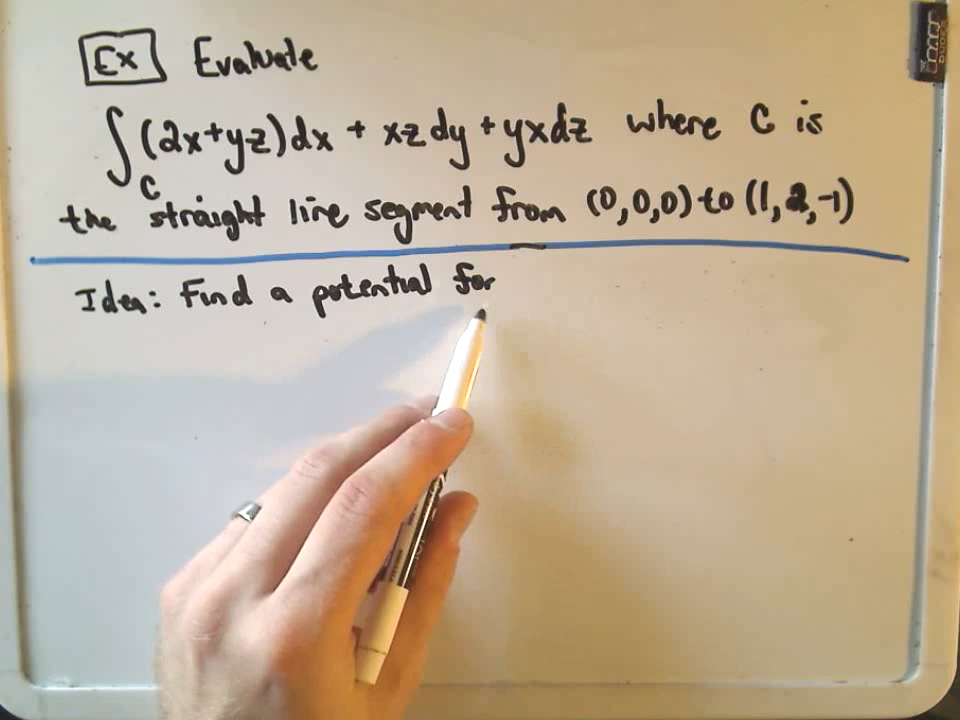 Ex Evaluate
∫_C (2x+yz)dx + xz dy + yx dz where C is
the straight line segment from (0,0,0) to (1,2,-1)
Idea: Find a potential for